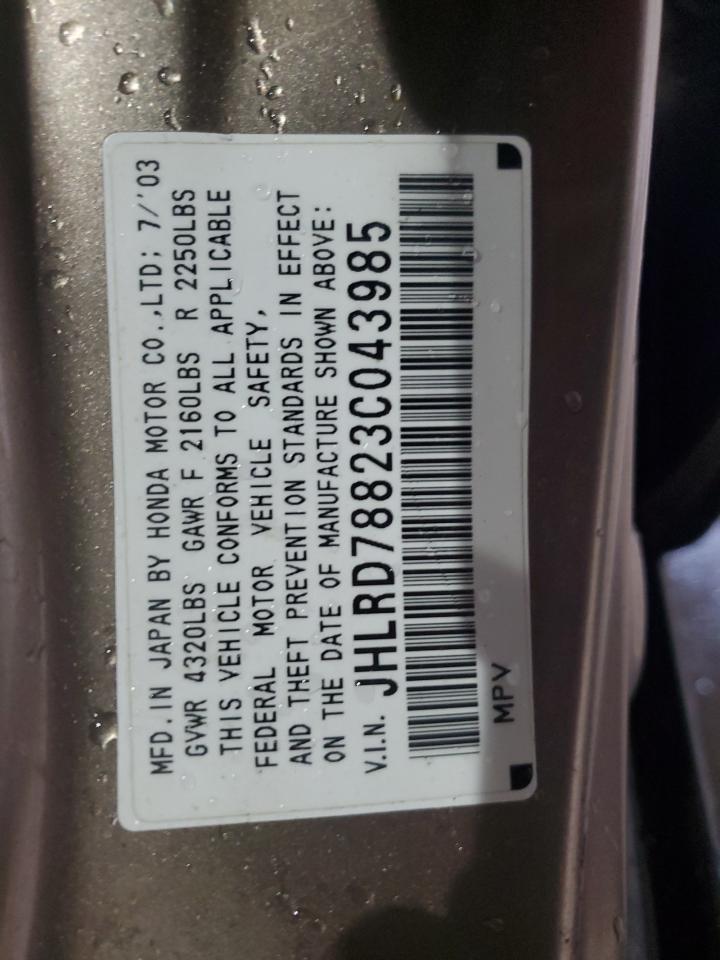 MFD. IN JAPAN BY HONDA MOTOR CO., LTD; 7/'03
GVWR 4320LBS GAWR F 2160LBS R 2250LBS
THIS VEHICLE CONFORMS TO ALL APPLICABLE
FEDERAL MOTOR VEHICLE SAFETY,
AND THEFT PREVENTION STANDARDS IN EFFECT
ON THE DATE OF MANUFACTURE SHOWN ABOVE:
V.I.N. JHLRD78823C043985
MPV